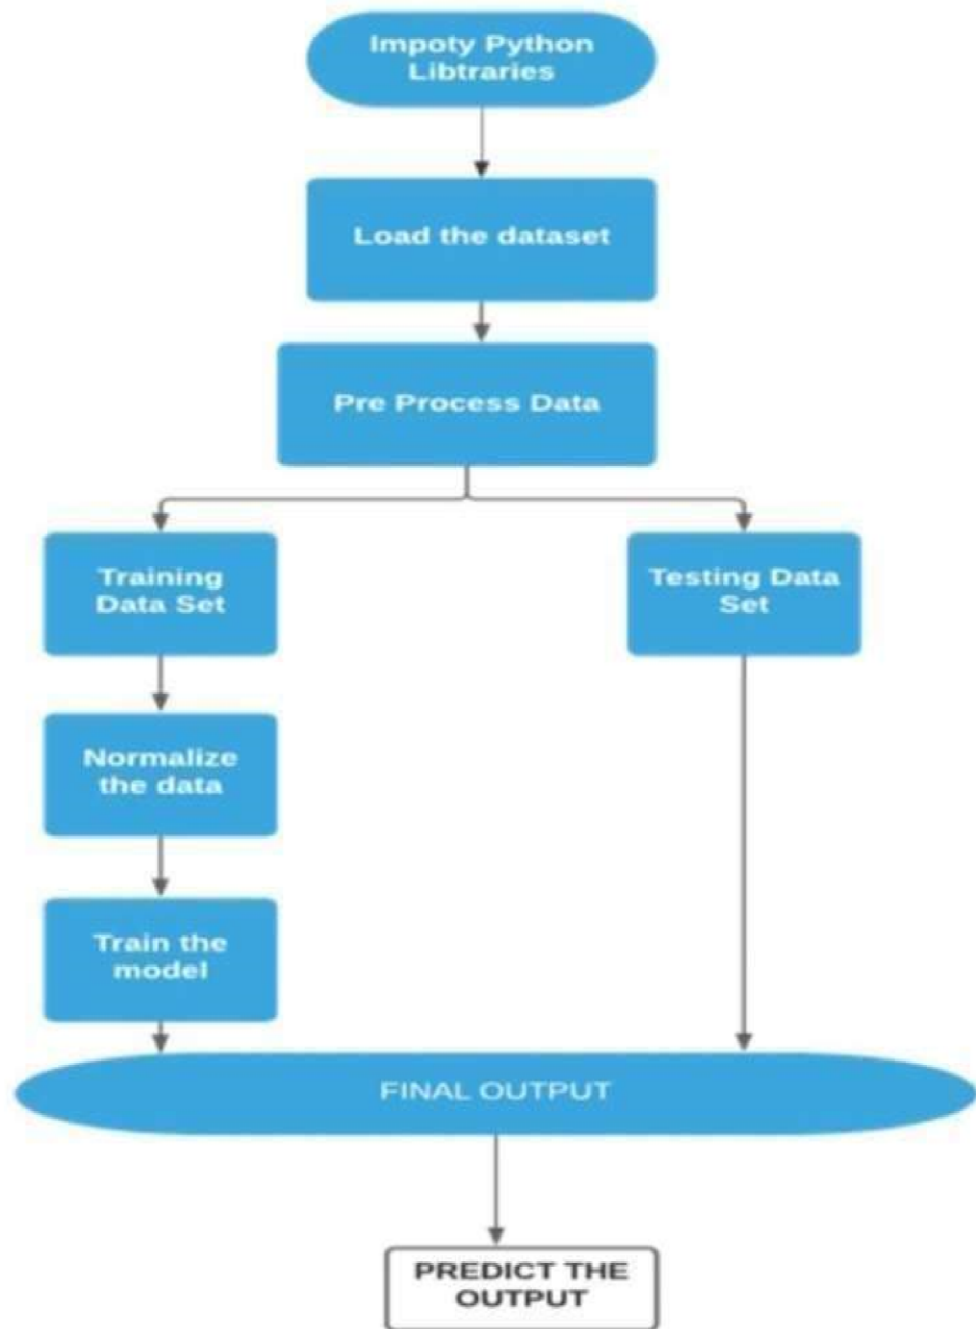 Impoty Python
Libtraries
Load the dataset
Pre Process Data
Training
Data Set
Testing Data
Set
Normalize
the data
Train the
model
FINAL OUTPUT
PREDICT THE
OUTPUT